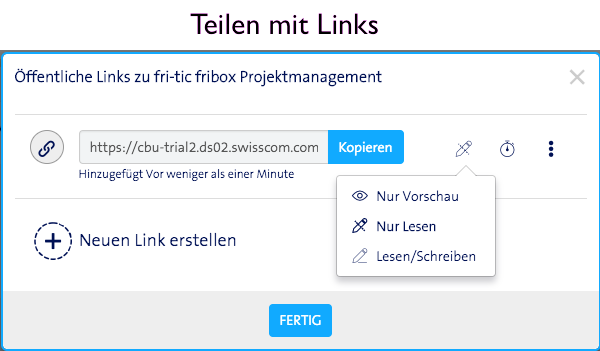 Teilen mit Links
Öffentliche Links zu fri-tic fribox Projektmanagement
https://cbu-trial2.ds02.swisscom.com
Kopieren
Hinzugefügt Vor weniger als einer Minute
Nur Vorschau
Nur Lesen
Lesen/Schreiben
Neuen Link erstellen
FERTIG